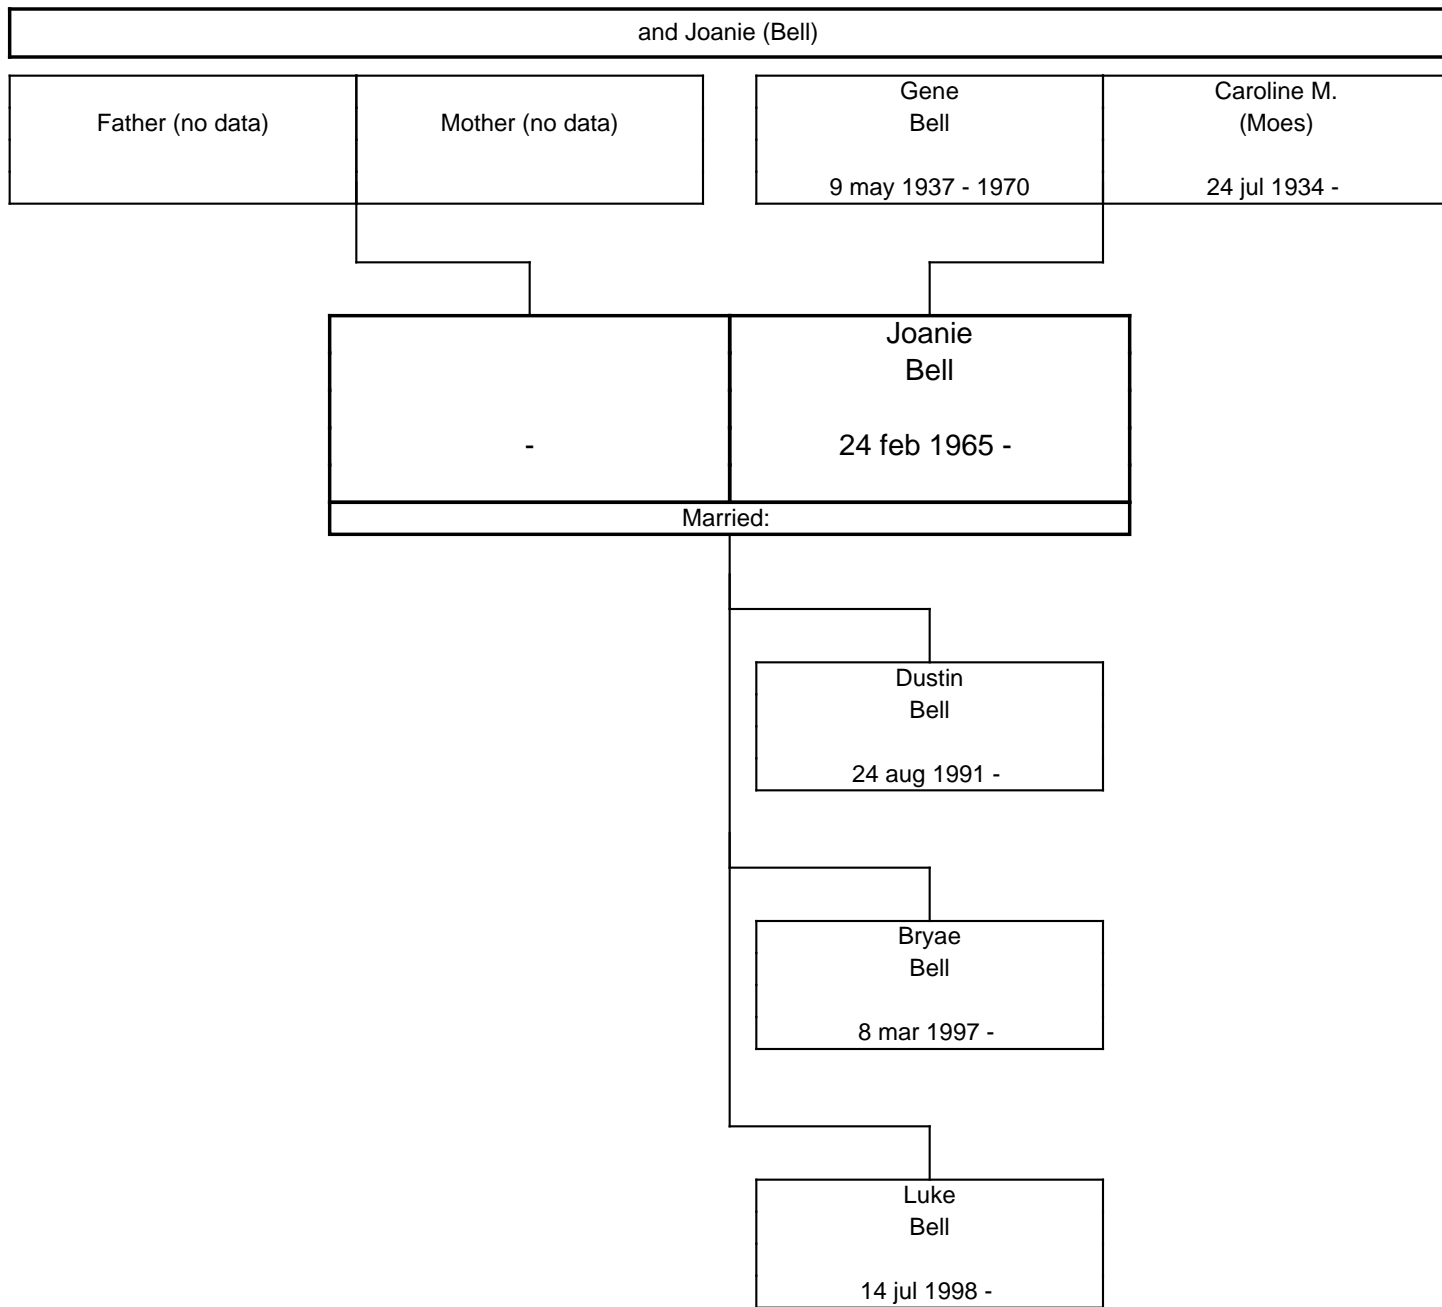 and Joanie (Bell)
Father (no data)
Mother (no data)
Gene
Bell
9 may 1937 - 1970
Caroline M.
(Moes)
24 jul 1934 -
-
Joanie
Bell
24 feb 1965 -
Married:
Dustin
Bell
24 aug 1991 -
Bryae
Bell
8 mar 1997 -
Luke
Bell
14 jul 1998 -